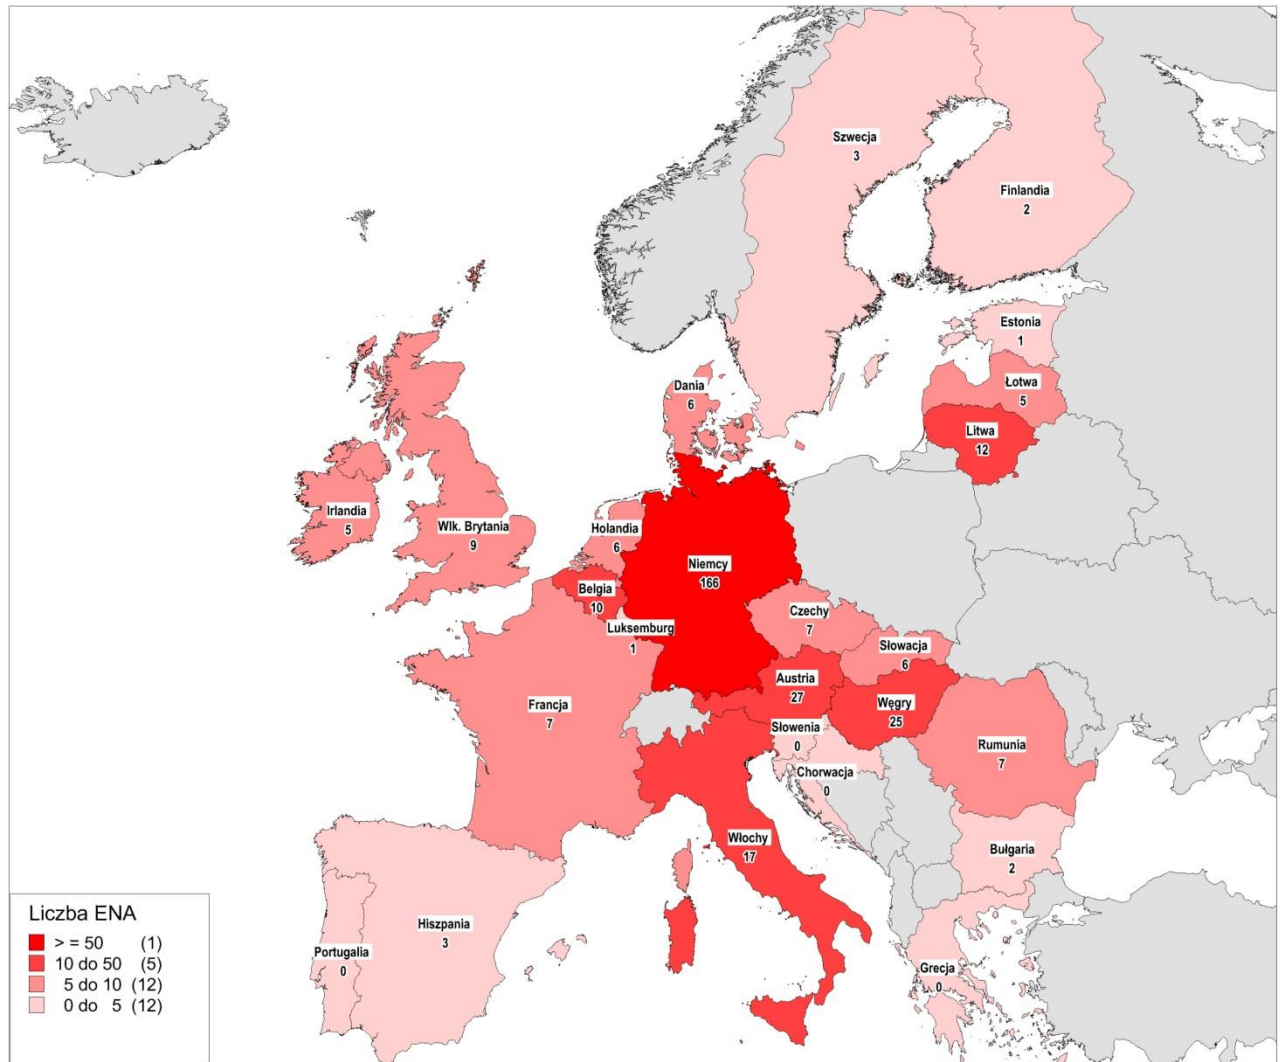 Szwecja
3
Finlandia
2
Estonia
1
Łotwa
5
Dania
6
Litwa
12
Irlandia
5
Wlk. Brytania
9
Holandia
6
Niemcy
166
Belgia
10
Czechy
7
Luksemburg
1
Słowacja
6
Austria
27
Węgry
25
Francja
7
Słowenia
0
Rumunia
7
Chorwacja
0
Włochy
17
Bułgaria
2
Hiszpania
3
Portugalia
0
Grecja
0
Liczba ENA
> = 50 (1)
10 do 50 (5)
5 do 10 (12)
0 do 5 (12)